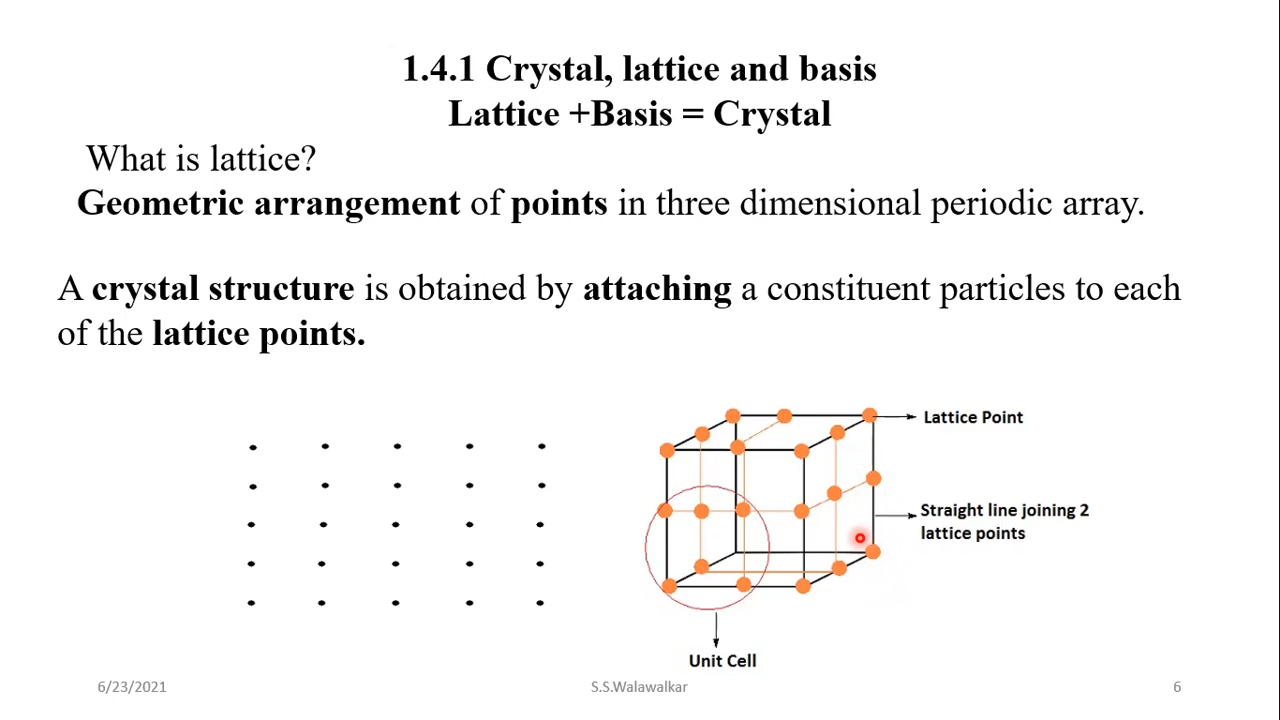 1.4.1 Crystal, lattice and basis
Lattice +Basis = Crystal
What is lattice?
Geometric arrangement of points in three dimensional periodic array.
A crystal structure is obtained by attaching a constituent particles to each
of the lattice points.
Lattice Point
Straight line joining 2
lattice points
Unit Cell
6/23/2021
S.S.Walawalkar
6